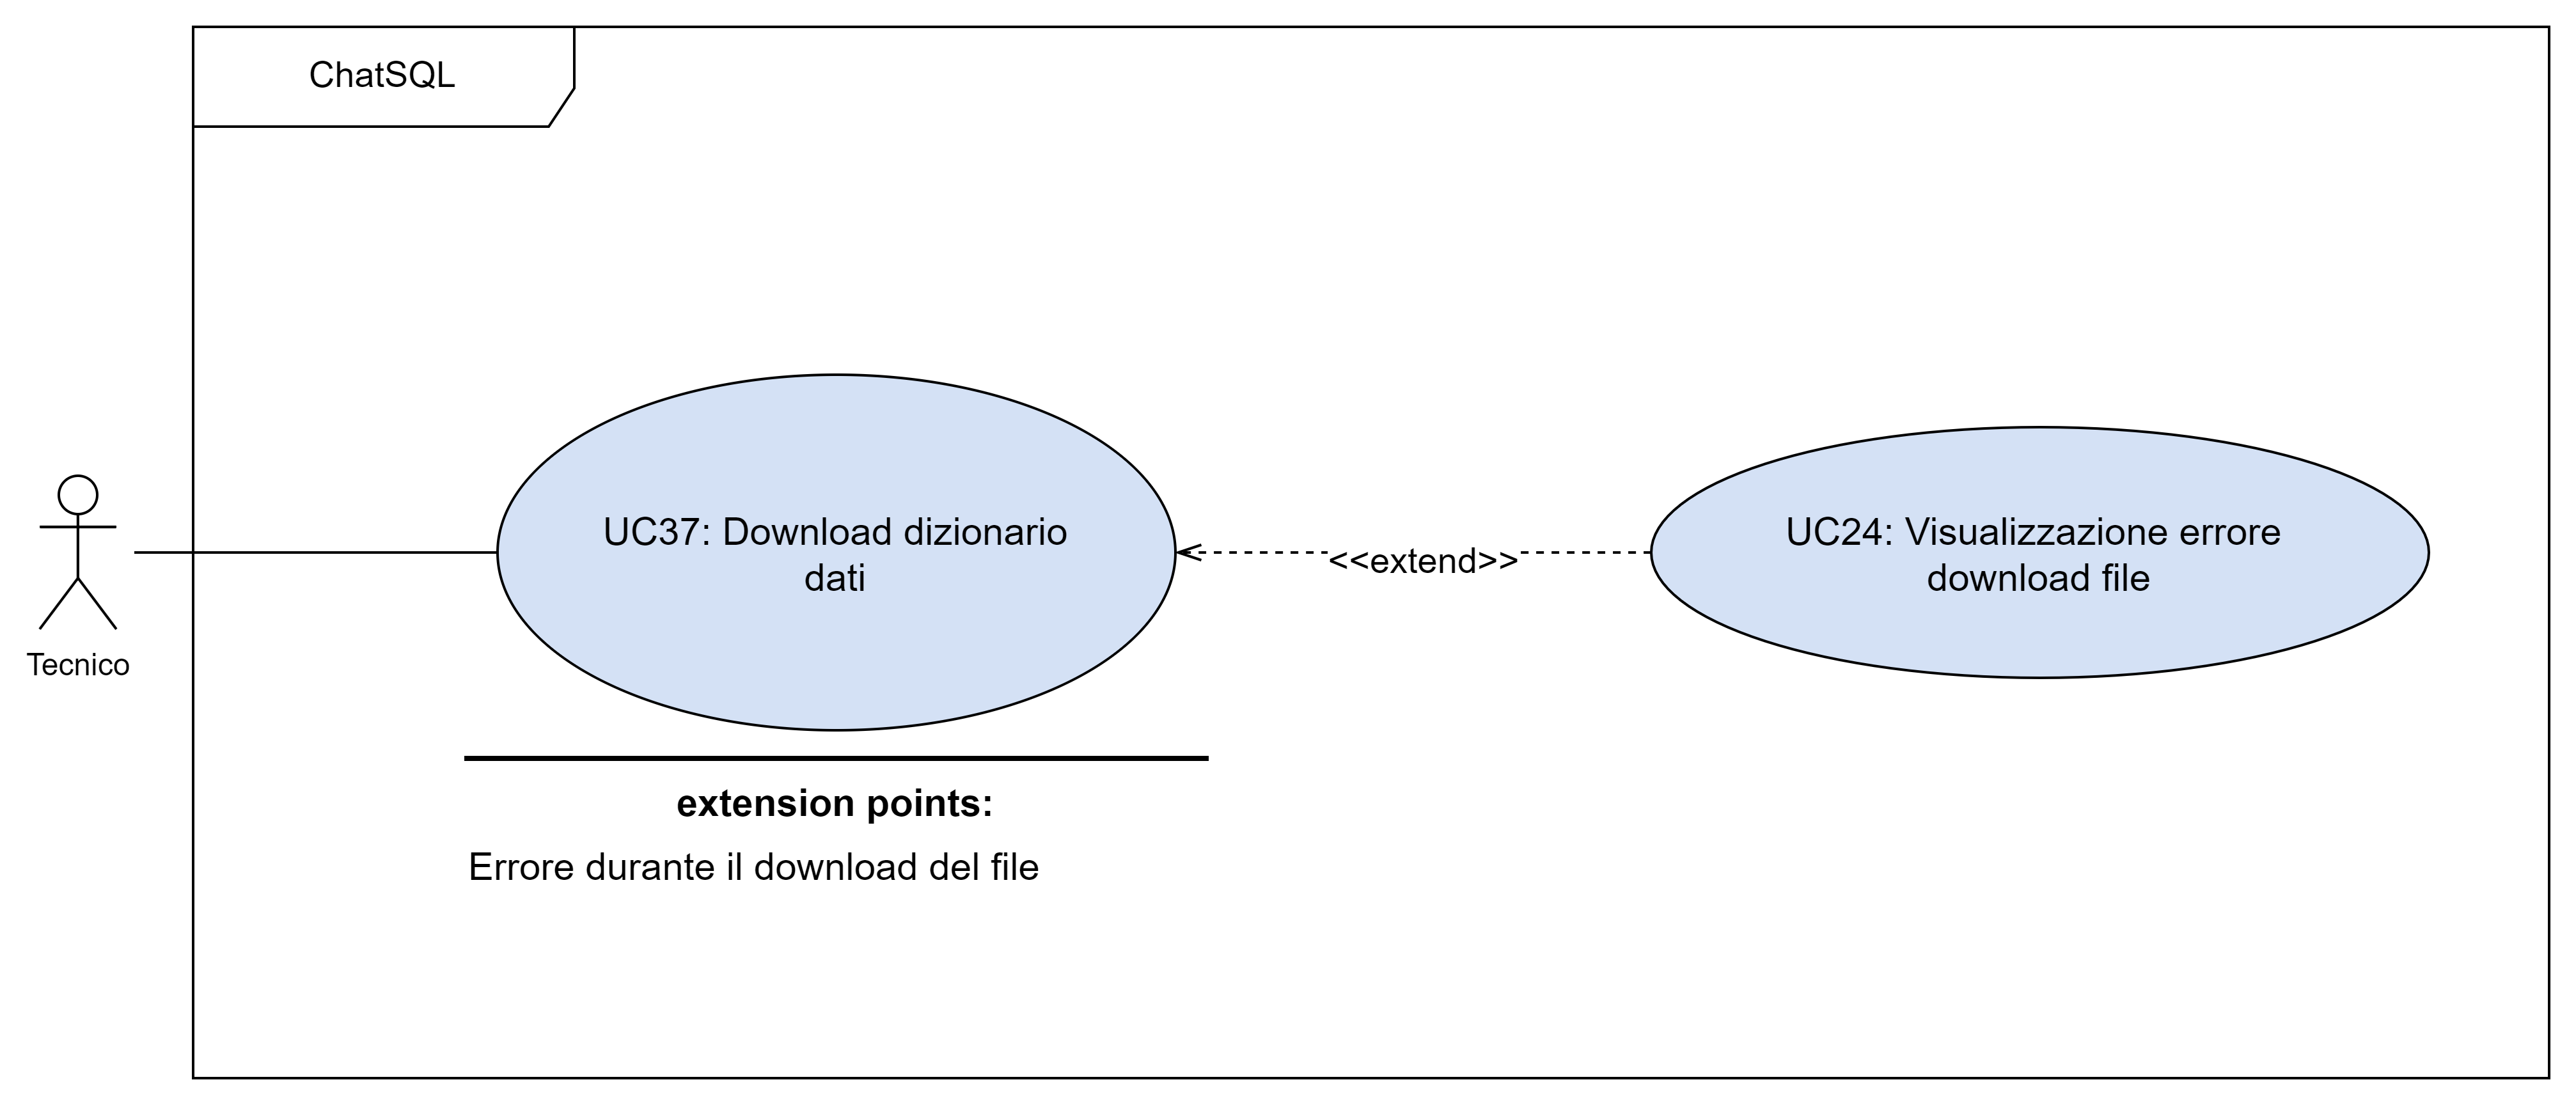 ChatSQL
Tecnico
UC37: Download dizionario
dati
<<extend>>
UC24: Visualizzazione errore
download file
extension points:
Errore durante il download del file